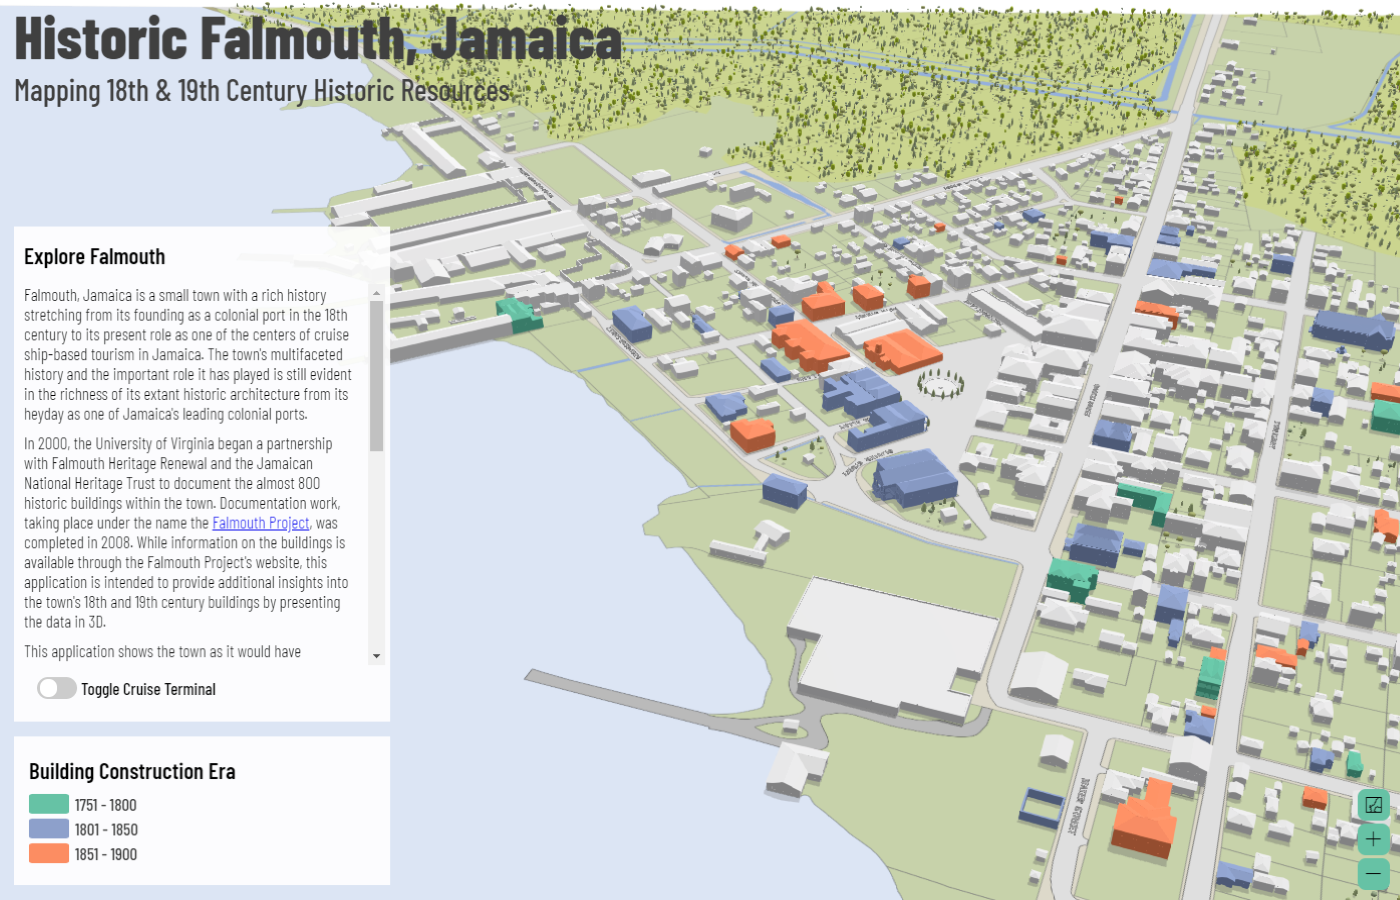 Historic Falmouth, Jamaica
Mapping 18th & 19th Century Historic Resources
Explore Falmouth
Falmouth, Jamaica is a small town with a rich history
stretching from its founding as a colonial port in the 18th
century to its present role as one of the centers of cruise
ship-based tourism in Jamaica. The town's multifaceted
history and the important role it has played is still evident
in the richness of its extant historic architecture from its
heyday as one of Jamaica's leading colonial ports.
In 2000, the University of Virginia began a partnership
with Falmouth Heritage Renewal and the Jamaican
National Heritage Trust to document the almost 800
historic buildings within the town. Documentation work,
taking place under the name the Falmouth Project, was
completed in 2008. While information on the buildings is
available through the Falmouth Project's website, this
application is intended to provide additional insights into
the town's 18th and 19th century buildings by presenting
the data in 3D.
This application shows the town as it would have
Toggle Cruise Terminal
Building Construction Era
1751 - 1800
1801 - 1850
1851 - 1900